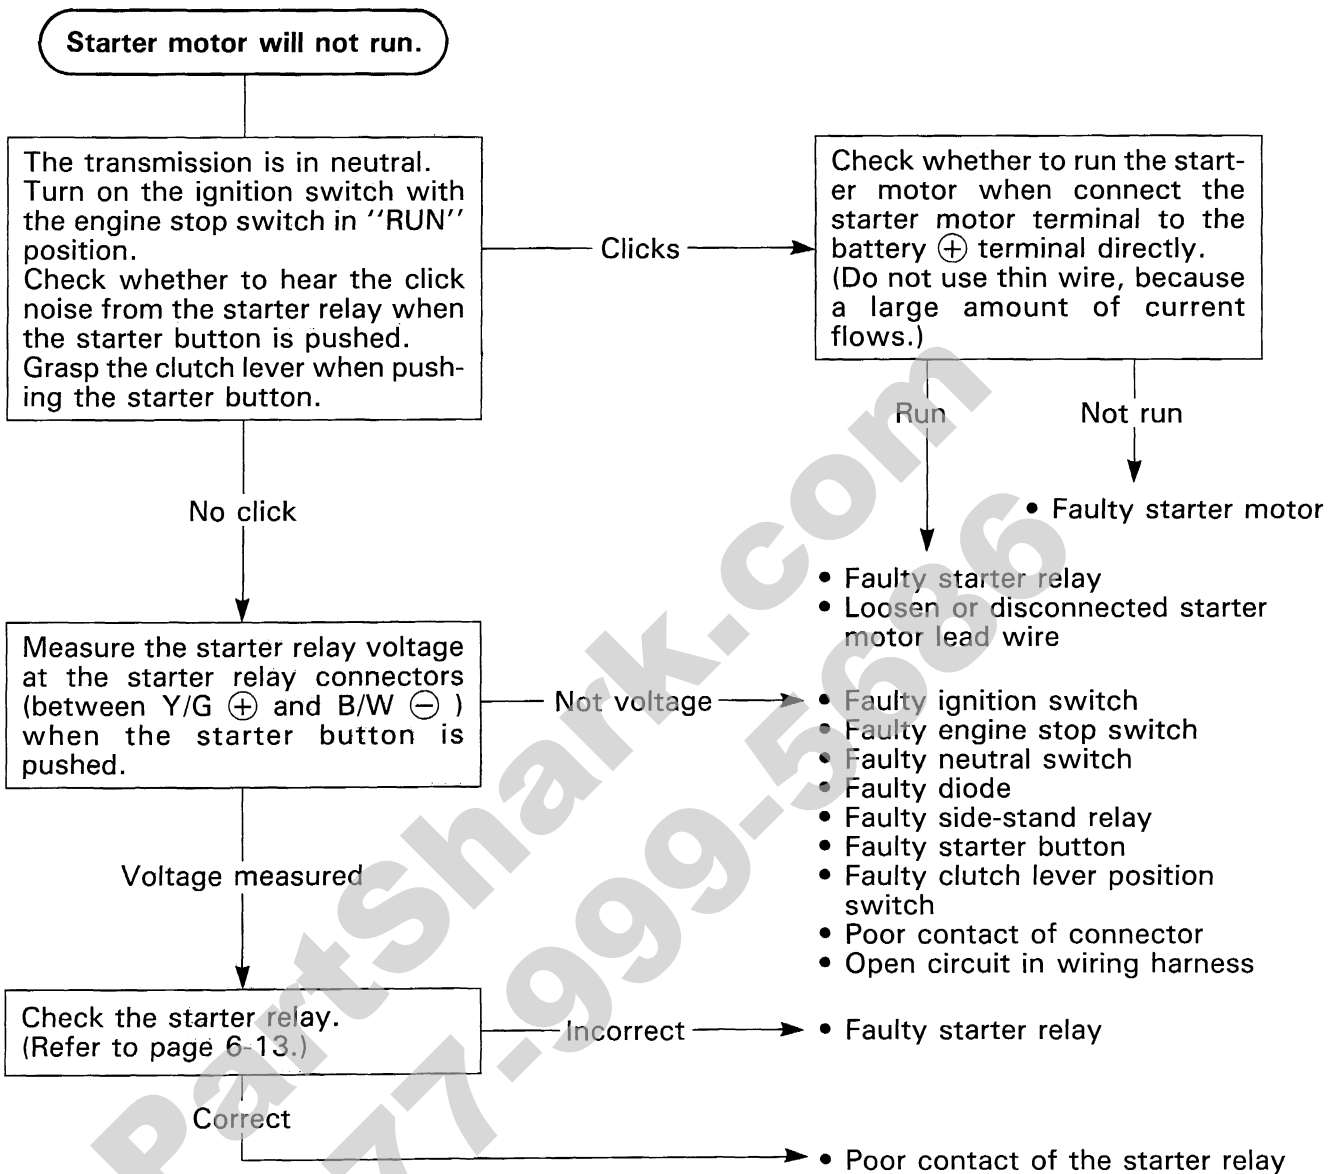 Starter motor will not run.
The transmission is in neutral.
Turn on the ignition switch with
the engine stop switch in ''RUN''
position.
Check whether to hear the click
noise from the starter relay when
the starter button is pushed.
Grasp the clutch lever when push-
ing the starter button.
Clicks
Check whether to run the start-
er motor when connect the
starter motor terminal to the
battery ⊕ terminal directly.
(Do not use thin wire, because
a large amount of current
flows.)
Run
Not run
• Faulty starter motor
• Faulty starter relay
• Loosen or disconnected starter
motor lead wire
No click
Measure the starter relay voltage
at the starter relay connectors
(between Y/G ⊕ and B/W ⊖ )
when the starter button is
pushed.
Not voltage
• Faulty ignition switch
• Faulty engine stop switch
• Faulty neutral switch
• Faulty diode
• Faulty side-stand relay
• Faulty starter button
• Faulty clutch lever position
switch
• Poor contact of connector
• Open circuit in wiring harness
Voltage measured
Check the starter relay.
(Refer to page 6-13.)
Incorrect
• Faulty starter relay
Correct
• Poor contact of the starter relay
PartShark.com
77-999-5686